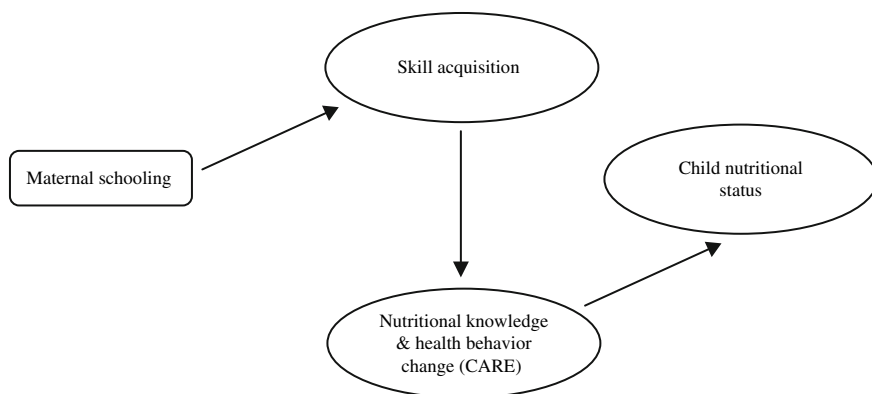 Skill acquisition
Maternal schooling
Child nutritional
status
Nutritional knowledge
& health behavior
change (CARE)